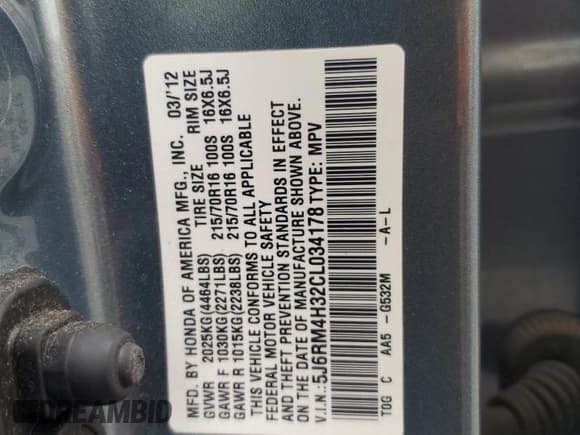 MFD. BY HONDA OF AMERICA MFG., INC. 03/'12
TIRE SIZE RIM SIZE
GVWR 2025KG(4464LBS)
GAWR F 1030KG(2271LBS) 215/70R16 100S 16X6.5J
GAWR R 1015KG(2238LBS) 215/70R16 100S 16X6.5J
THIS VEHICLE CONFORMS TO ALL APPLICABLE
FEDERAL MOTOR VEHICLE SAFETY
AND THEFT PREVENTION STANDARDS IN EFFECT
ON THE DATE OF MANUFACTURE SHOWN ABOVE.
V.I.N.:5J6RM4H32CL034178 TYPE: MPV
T0G C AA5 -G532M -A-L
DREAMBID